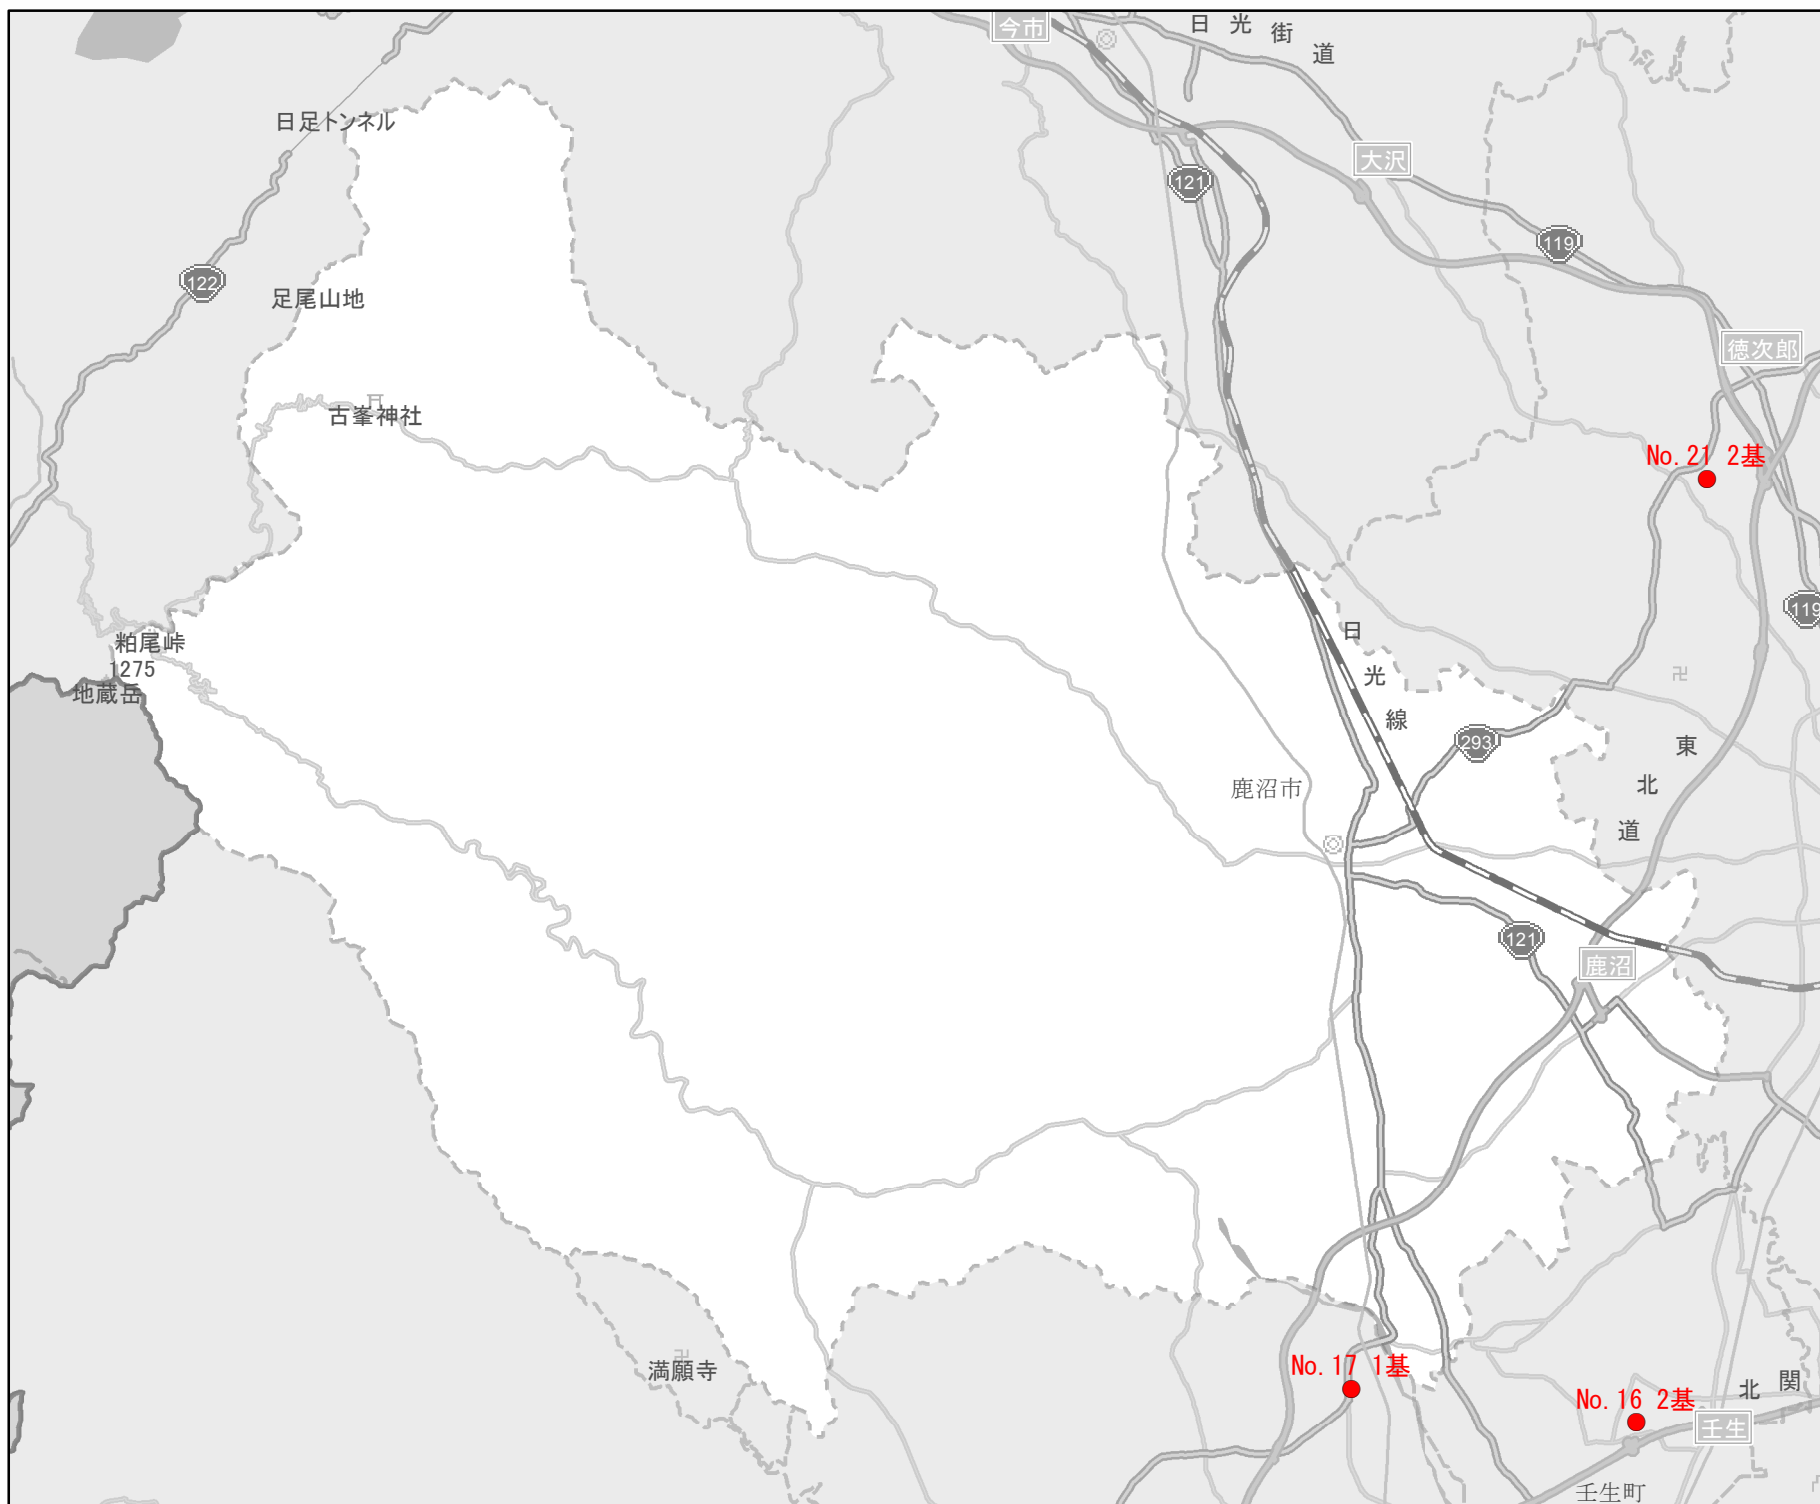 今市
日光街道
日足トンネル
大沢
121
119
122
足尾山地
徳次郎
古峯神社
No.21 2基
119
粕尾峠
1275
地蔵岳
日光線
293
東北道
鹿沼市
121
鹿沼
No.17 1基
満願寺
No.16 2基
北関
壬生
壬生町